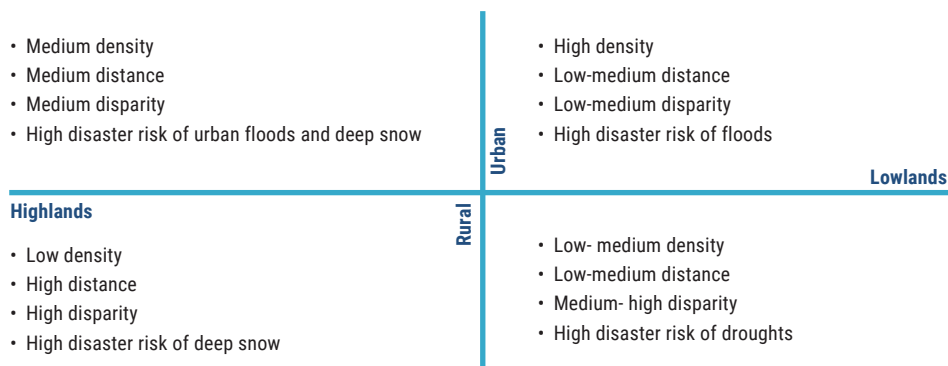 • Medium density
• Medium distance
• Medium disparity
• High disaster risk of urban floods and deep snow
• High density
• Low-medium distance
• Low-medium disparity
• High disaster risk of floods
Urban
Lowlands
Highlands
Rural
• Low density
• High distance
• High disparity
• High disaster risk of deep snow
• Low- medium density
• Low-medium distance
• Medium- high disparity
• High disaster risk of droughts